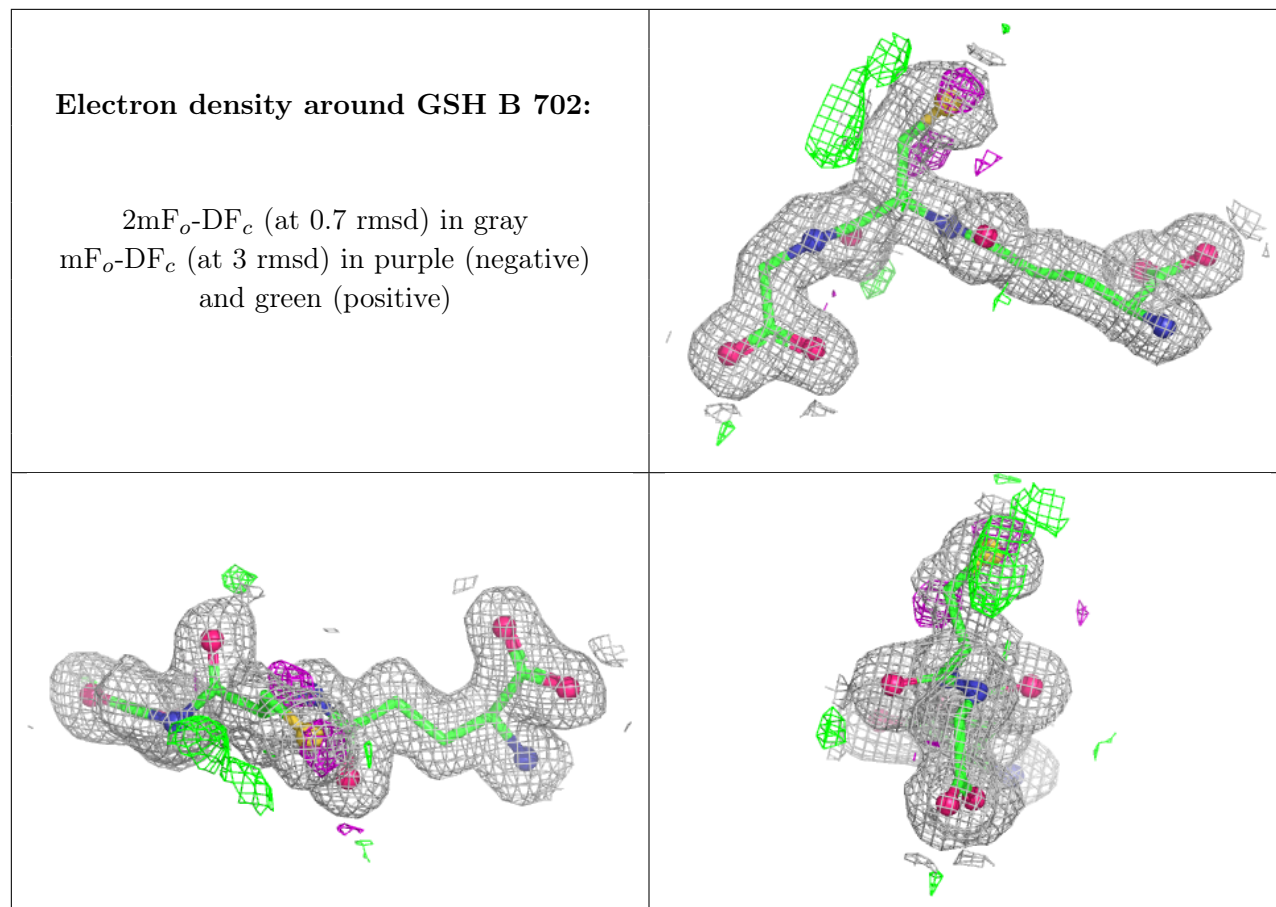 Electron density around GSH B 702:
2mFo-DFc (at 0.7 rmsd) in gray
mFo-DFc (at 3 rmsd) in purple (negative)
and green (positive)